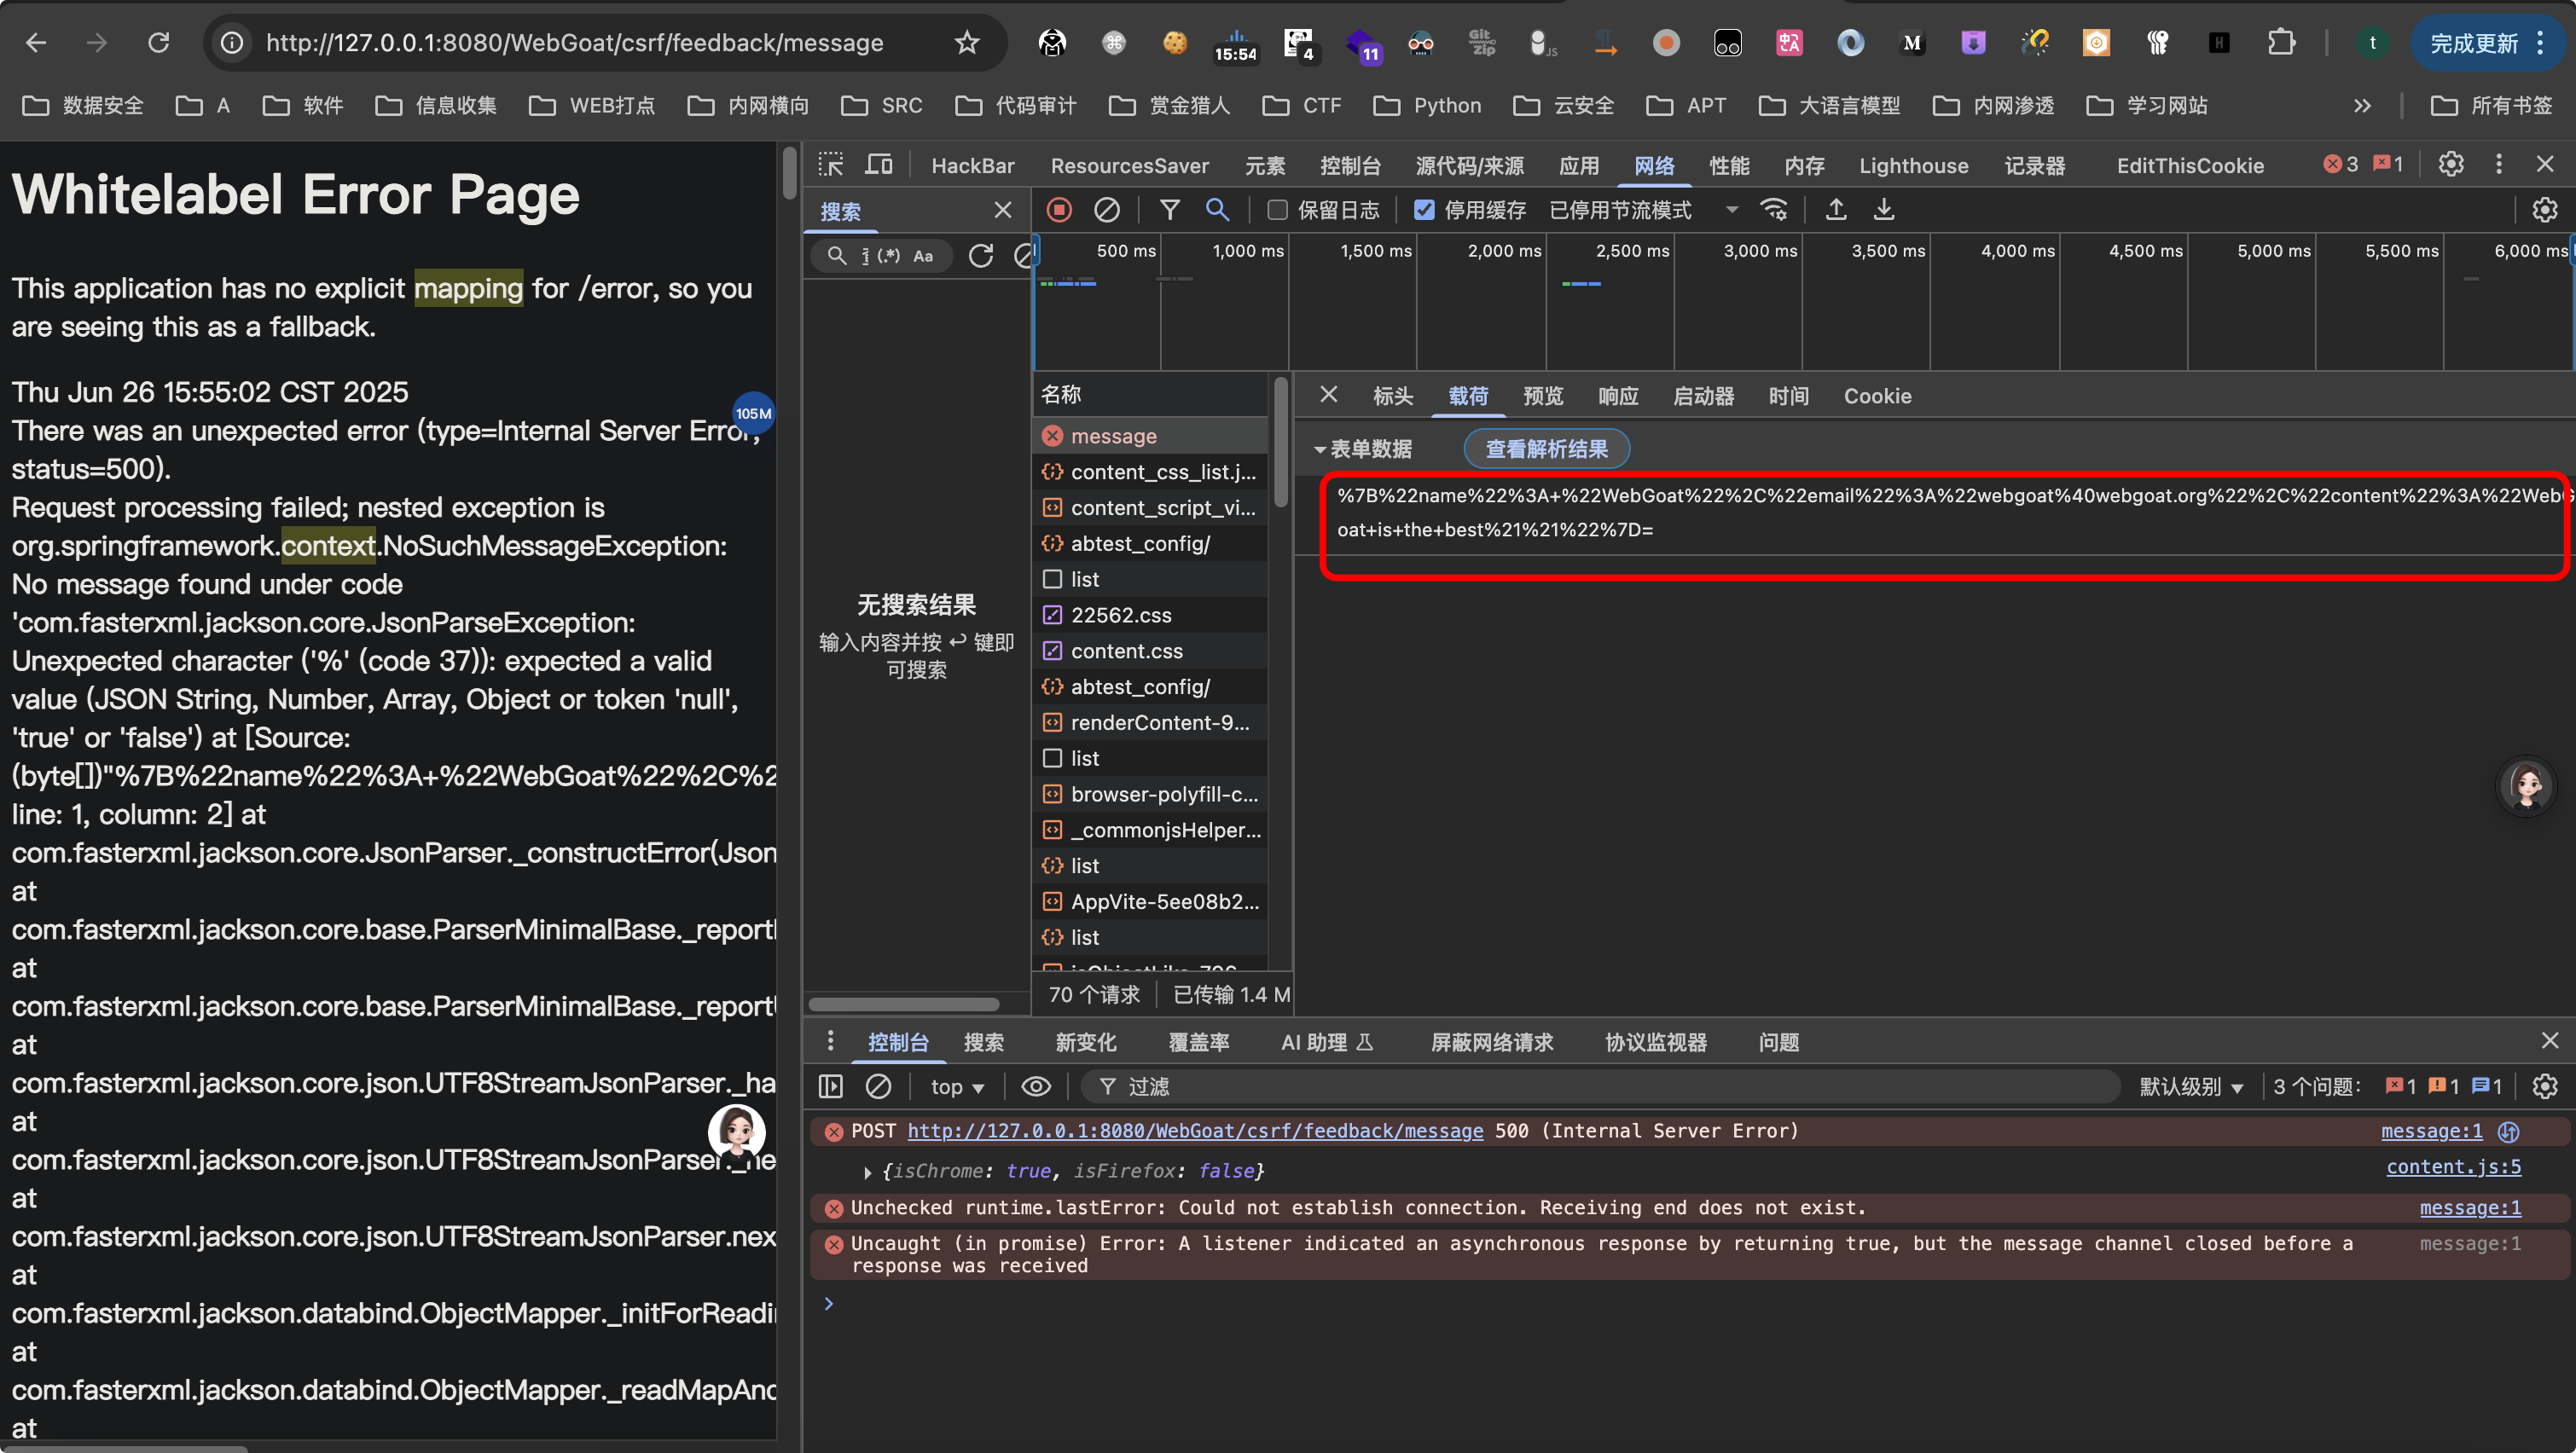 http://127.0.0.1:8080/WebGoat/csrf/feedback/message
15:54
4
11
Git
Zip
JS
中A
M
H
t
完成更新
数据安全
A
软件
信息收集
WEB打点
内网横向
SRC
代码审计
赏金猎人
CTF
Python
云安全
APT
大语言模型
内网渗透
学习网站
所有书签
Whitelabel Error Page
This application has no explicit mapping for /error, so you
are seeing this as a fallback.
Thu Jun 26 15:55:02 CST 2025
105M
There was an unexpected error (type=Internal Server Error,
status=500).
Request processing failed; nested exception is
org.springframework.context.NoSuchMessageException:
No message found under code
'com.fasterxml.jackson.core.JsonParseException:
Unexpected character ('%' (code 37)): expected a valid
value (JSON String, Number, Array, Object or token 'null',
'true' or 'false') at [Source:
(byte[])"%7B%22name%22%3A+%22WebGoat%22%2C%2
line: 1, column: 2] at
com.fasterxml.jackson.core.JsonParser._constructError(Json
at
com.fasterxml.jackson.core.base.ParserMinimalBase._report
at
com.fasterxml.jackson.core.base.ParserMinimalBase._report
at
com.fasterxml.jackson.core.json.UTF8StreamJsonParser._ha
at
com.fasterxml.jackson.core.json.UTF8StreamJsonParser._ne
at
com.fasterxml.jackson.core.json.UTF8StreamJsonParser.nex
at
com.fasterxml.jackson.databind.ObjectMapper._initForReadi
at
com.fasterxml.jackson.databind.ObjectMapper._readMapAnd
at
HackBar
ResourcesSaver
元素
控制台
源代码/来源
应用
网络
性能
内存
Lighthouse
记录器
EditThisCookie
3
1
搜索
保留日志
停用缓存
已停用节流模式
(.*)
Aa
500 ms
1,000 ms
1,500 ms
2,000 ms
2,500 ms
3,000 ms
3,500 ms
4,000 ms
4,500 ms
5,000 ms
5,500 ms
6,000 ms
无搜索结果
输入内容并按 ↩ 键即
可搜索
名称
message
content_css_list.j...
content_script_vi...
abtest_config/
list
22562.css
content.css
abtest_config/
renderContent-9...
list
browser-polyfill-c...
_commonjsHelper...
list
AppVite-5ee08b2...
list
70 个请求
已传输 1.4 M
标头
载荷
预览
响应
启动器
时间
Cookie
表单数据
查看解析结果
%7B%22name%22%3A+%22WebGoat%22%2C%22email%22%3A%22webgoat%40webgoat.org%22%2C%22content%22%3A%22WebG
oat+is+the+best%21%21%22%7D=
控制台
搜索
新变化
覆盖率
AI 助理
屏蔽网络请求
协议监视器
问题
top
过滤
默认级别
3 个问题:
1
1
1
POST http://127.0.0.1:8080/WebGoat/csrf/feedback/message 500 (Internal Server Error)
message:1
{isChrome: true, isFirefox: false}
content.js:5
Unchecked runtime.lastError: Could not establish connection. Receiving end does not exist.
message:1
Uncaught (in promise) Error: A listener indicated an asynchronous response by returning true, but the message channel closed before a
message:1
response was received